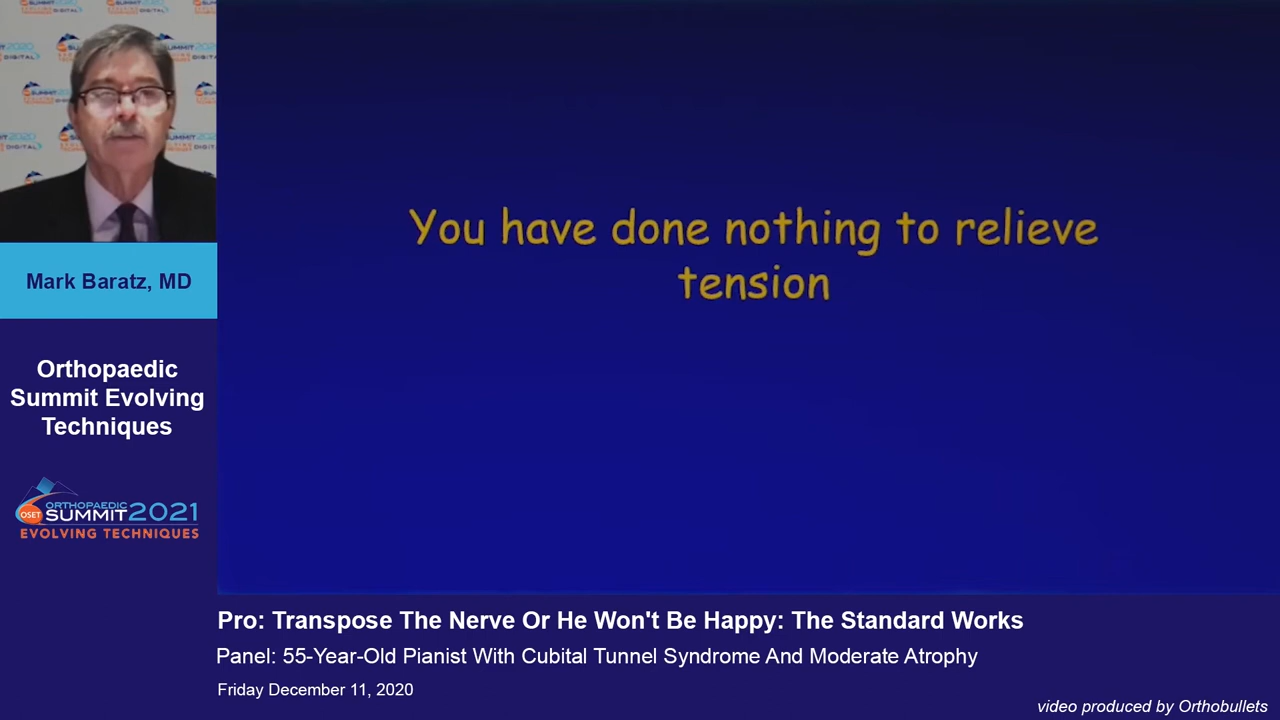 You have done nothing to relieve
tension
Mark Baratz, MD
Orthopaedic
Summit Evolving
Techniques
OSET
ORTHOPAEDIC
SUMMIT 2021
EVOLVING TECHNIQUES
Pro: Transpose The Nerve Or He Won't Be Happy: The Standard Works
Panel: 55-Year-Old Pianist With Cubital Tunnel Syndrome And Moderate Atrophy
Friday December 11, 2020
video produced by Orthobullets